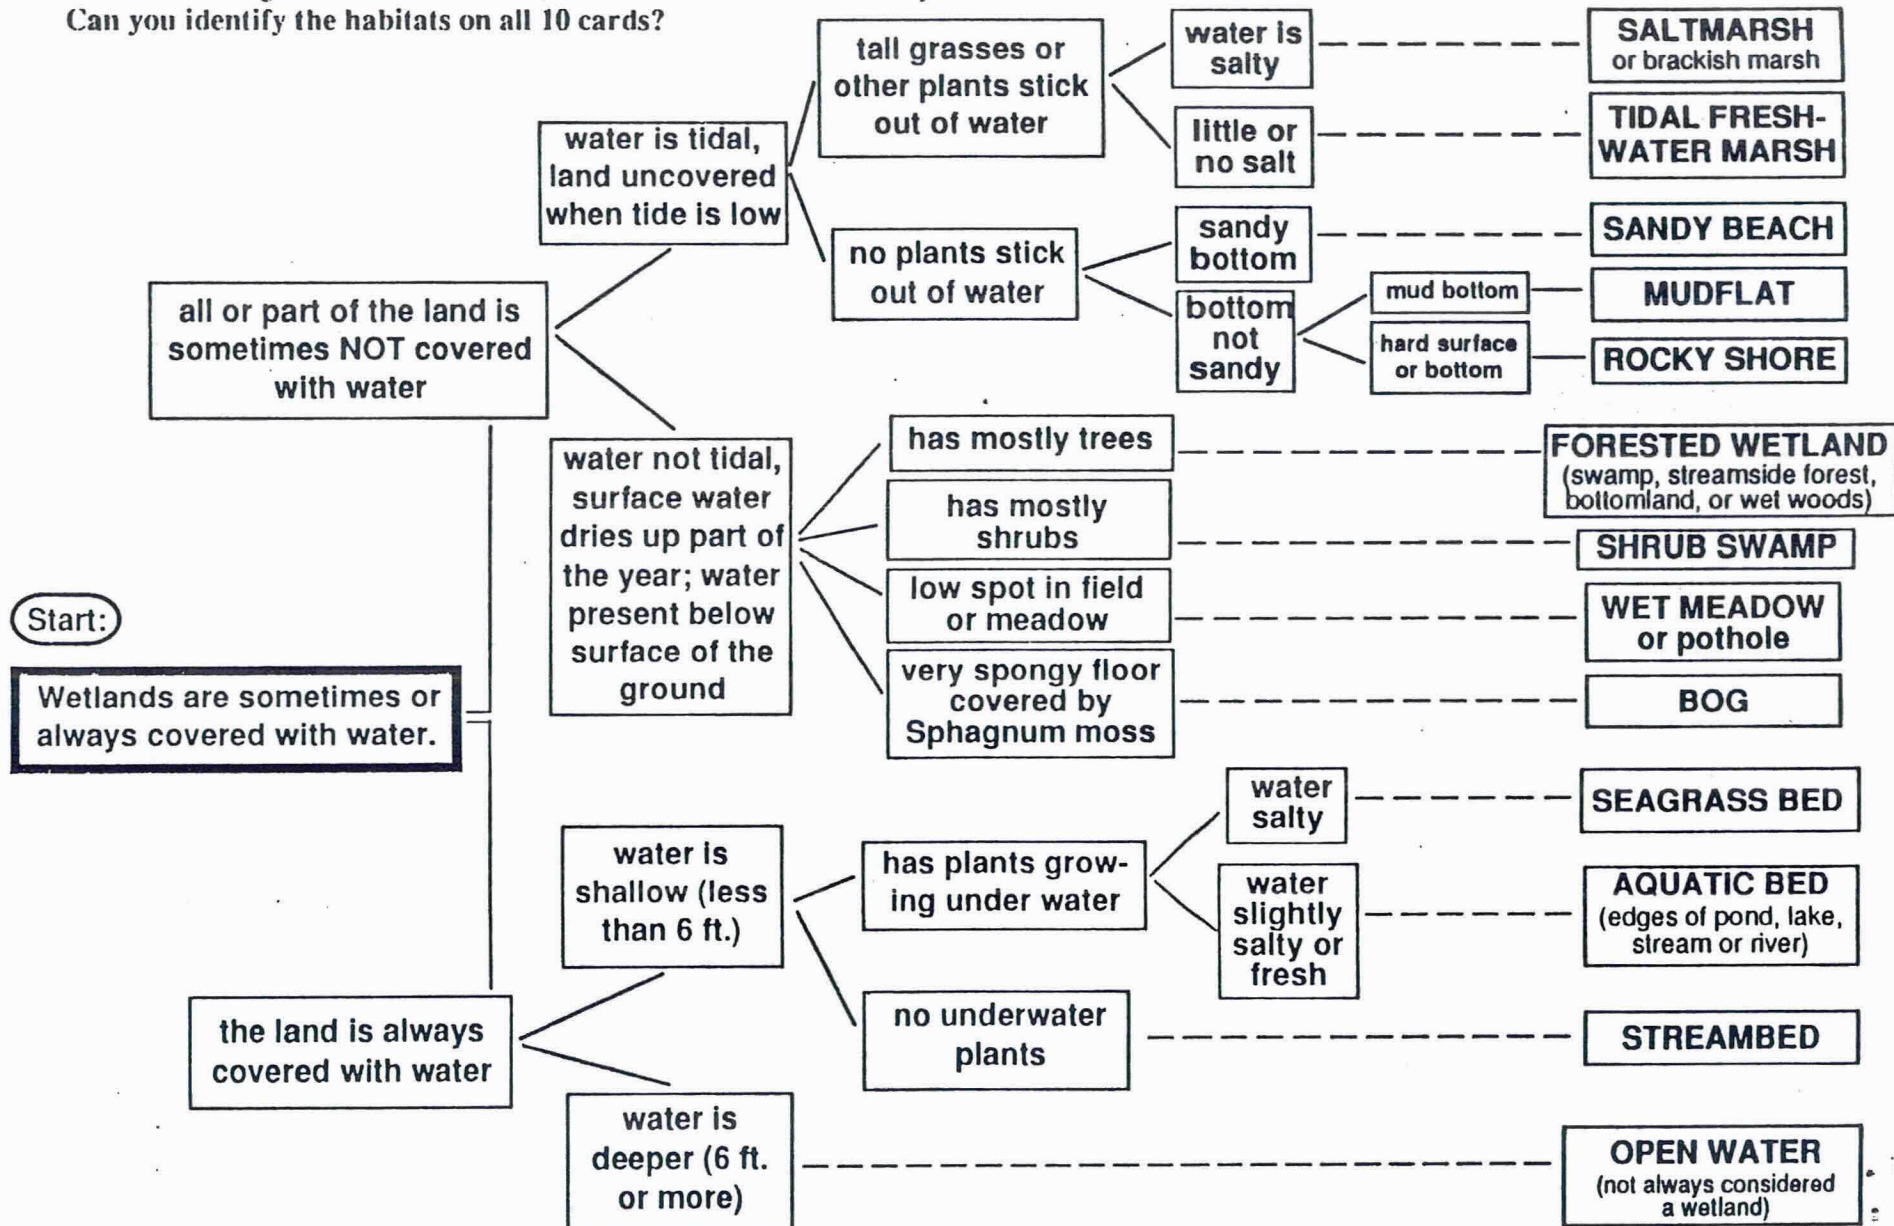 Can you identify the habitats on all 10 cards?
tall grasses or
other plants stick
out of water
water is
salty
SALTMARSH
or brackish marsh
little or
no salt
TIDAL FRESH-
WATER MARSH
water is tidal,
land uncovered
when tide is low
no plants stick
out of water
sandy
bottom
SANDY BEACH
bottom
not
sandy
mud bottom
MUDFLAT
hard surface
or bottom
ROCKY SHORE
all or part of the land is
sometimes NOT covered
with water
water not tidal,
surface water
dries up part of
the year; water
present below
surface of the
ground
has mostly trees
FORESTED WETLAND
(swamp, streamside forest,
bottomland, or wet woods)
has mostly
shrubs
SHRUB SWAMP
low spot in field
or meadow
WET MEADOW
or pothole
very spongy floor
covered by
Sphagnum moss
BOG
Start:
Wetlands are sometimes or
always covered with water.
water is
shallow (less
than 6 ft.)
has plants grow-
ing under water
water
salty
SEAGRASS BED
water
slightly
salty or
fresh
AQUATIC BED
(edges of pond, lake,
stream or river)
no underwater
plants
STREAMBED
the land is always
covered with water
water is
deeper (6 ft.
or more)
OPEN WATER
(not always considered
a wetland)